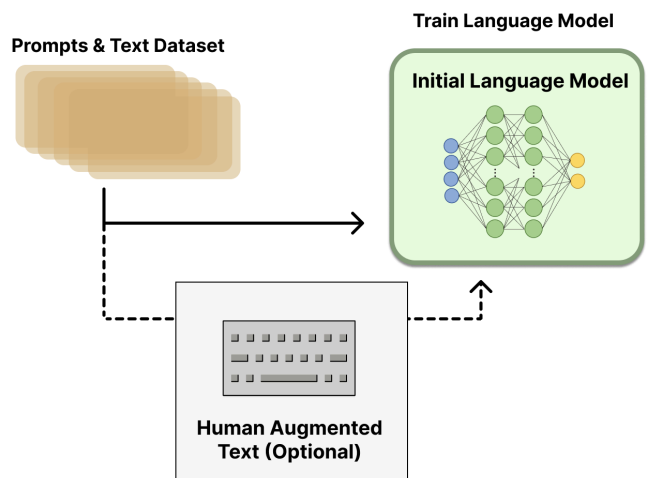 Train Language Model
Prompts & Text Dataset
Initial Language Model
Human Augmented
Text (Optional)